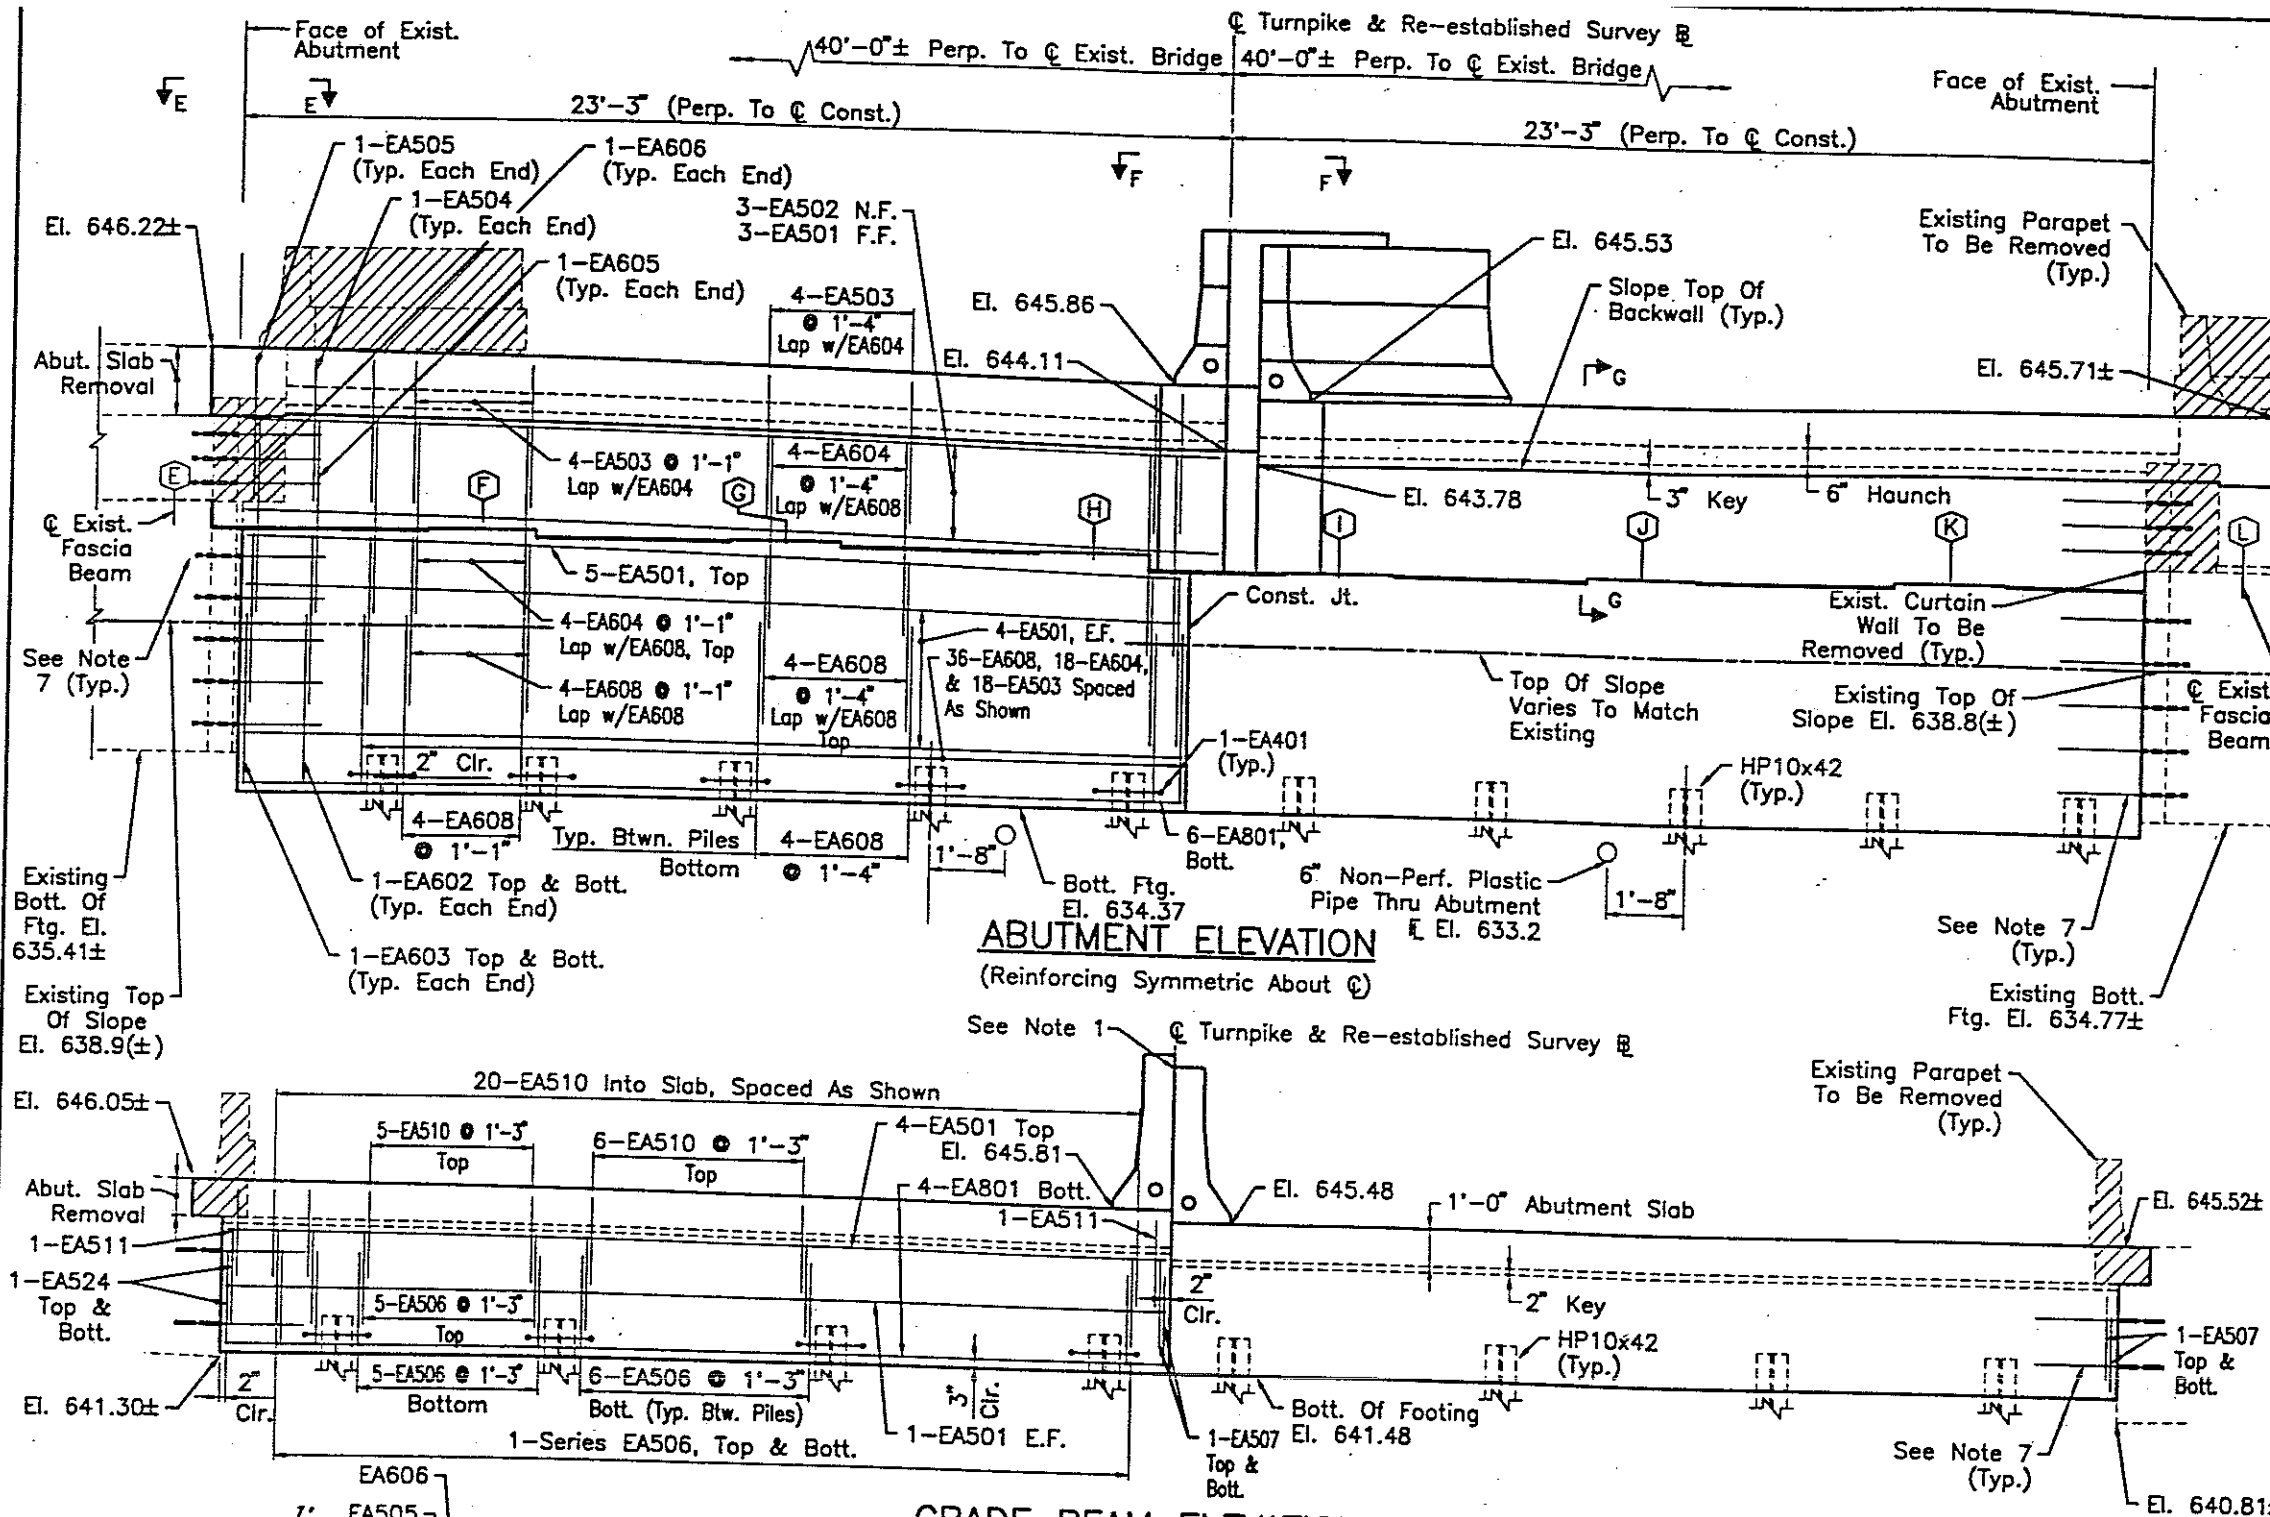 Face of Exist.
Abutment
℄ Turnpike & Re-establıshed Survey B̲L̲
40'-0"± Perp. To ℄ Exist. Bridge
40'-0"± Perp. To ℄ Exist. Bridge
Face of Exist.
Abutment
E
E
23'-3" (Perp. To ℄ Const.)
23'-3" (Perp. To ℄ Const.)
1-EA505
(Typ. Each End)
1-EA606
(Typ. Each End)
F
F
1-EA504
(Typ. Each End)
3-EA502 N.F.
3-EA501 F.F.
El. 646.22±
El. 645.53
Existing Parapet
To Be Removed
(Typ.)
1-EA605
(Typ. Each End)
4-EA503
@ 1'-4"
Lap w/EA604
El. 645.86
Slope Top Of
Backwall (Typ.)
Abut. Slab
Removal
El. 644.11
G
El. 645.71±
4-EA503 @ 1'-1"
Lap w/EA604
4-EA604
@ 1'-4"
Lap w/EA608
E
F
G
H
El. 643.78
3" Key
6" Haunch
I
J
K
L
℄ Exist.
Fascia
Beam
5-EA501, Top
Const. Jt.
G
Exist. Curtain
Wall To Be
Removed (Typ.)
4-EA604 @ 1'-1"
Lap w/EA608, Top
4-EA501, E.F.
36-EA608, 18-EA604,
& 18-EA503 Spaced
As Shown
See Note
7 (Typ.)
4-EA608 @ 1'-1"
Lap w/EA608
4-EA608
@ 1'-4"
Lap w/EA608
Top
Top Of Slope
Varies To Match
Existing
Existing Top Of
Slope El. 638.8(±)
℄ Exist
Fascia
Beam
2" Clr.
1-EA401
(Typ.)
HP10x42
(Typ.)
4-EA608
@ 1'-1"
Typ. Btwn. Piles
Bottom
4-EA608
@ 1'-4"
1'-8"
6-EA801,
Bott.
6" Non-Perf. Plastic
Pipe Thru Abutment
El. 633.2
1'-8"
Existing
Bott. Of
Ftg. El.
635.41±
1-EA602 Top & Bott.
(Typ. Each End)
Bott. Ftg.
El. 634.37
See Note 7
(Typ.)
1-EA603 Top & Bott.
(Typ. Each End)
ABUTMENT ELEVATION
(Reinforcing Symmetric About ℄)
Existing Top
Of Slope
El. 638.9(±)
Existing Bott.
Ftg. El. 634.77±
See Note 1
℄ Turnpike & Re-established Survey B̲L̲
20-EA510 Into Slab, Spaced As Shown
Existing Parapet
To Be Removed
(Typ.)
El. 646.05±
5-EA510 @ 1'-3"
Top
6-EA510 @ 1'-3"
Top
4-EA501 Top
El. 645.81
Abut. Slab
Removal
4-EA801 Bott.
El. 645.48
1'-0" Abutment Slab
El. 645.52±
1-EA511
1-EA511
1-EA524
Top &
Bott.
5-EA506 @ 1'-3"
Top
2"
Clr.
2" Key
HP10x42
(Typ.)
1-EA507
Top &
Bott.
2"
Clr.
5-EA506 @ 1'-3"
Bottom
6-EA506 @ 1'-3"
Bott. (Typ. Btw. Piles)
3"
Clr.
El. 641.30±
Bott. Of Footing
El. 641.48
1-Series EA506, Top & Bott.
1-EA501 E.F.
1-EA507
Top &
Bott.
See Note 7
(Typ.)
EA606
EA505
GRADE BEAM ELEVATION
El. 640.81±